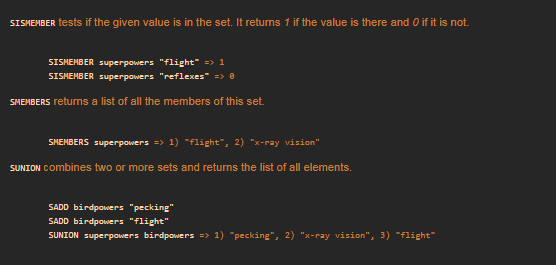 SISMEMBER tests if the given value is in the set. It returns 1 if the value is there and 0 if it is not.
SISMEMBER superpowers "flight" => 1
SISMEMBER superpowers "reflexes" => 0
SMEMBERS returns a list of all the members of this set.
SMEMBERS superpowers => 1) "flight", 2) "x-ray vision"
SUNION combines two or more sets and returns the list of all elements.
SADD birdpowers "pecking"
SADD birdpowers "flight"
SUNION superpowers birdpowers => 1) "pecking", 2) "x-ray vision", 3) "flight"